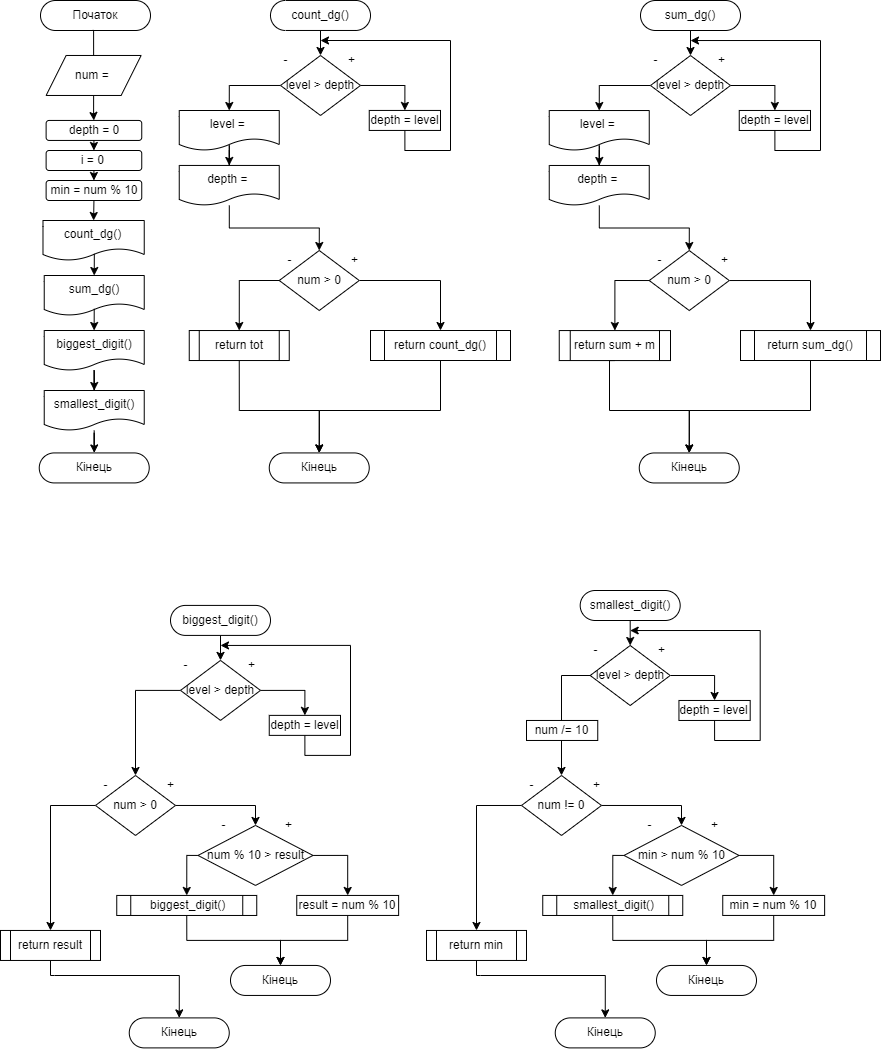 Початок
num =
depth = 0
i = 0
min = num % 10
count_dg()
sum_dg()
biggest_digit()
smallest_digit()
Кінець
count_dg()
-
+
level > depth
depth = level
level =
depth =
-
+
num > 0
return tot
return count_dg()
Кінець
sum_dg()
-
+
level > depth
depth = level
level =
depth =
-
+
num > 0
return sum + m
return sum_dg()
Кінець
biggest_digit()
-
+
level > depth
depth = level
-
+
num > 0
-
+
num % 10 > result
biggest_digit()
result = num % 10
return result
Кінець
Кінець
smallest_digit()
-
+
level > depth
depth = level
num /= 10
-
+
num != 0
-
+
min > num % 10
smallest_digit()
min = num % 10
return min
Кінець
Кінець